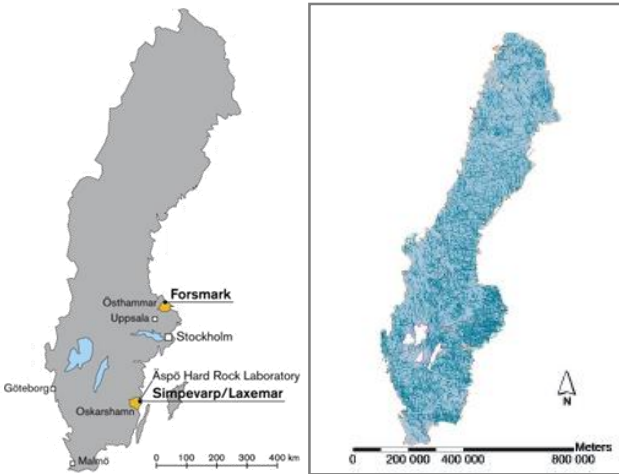 Östhammar
Forsmark
Uppsala
Stockholm
Äspö Hard Rock Laboratory
Göteborg
Simpevarp/Laxemar
Oskarshamn
Malmö
0 100 200 300 400 km
N
Meters
0 200 000 400 000 800 000